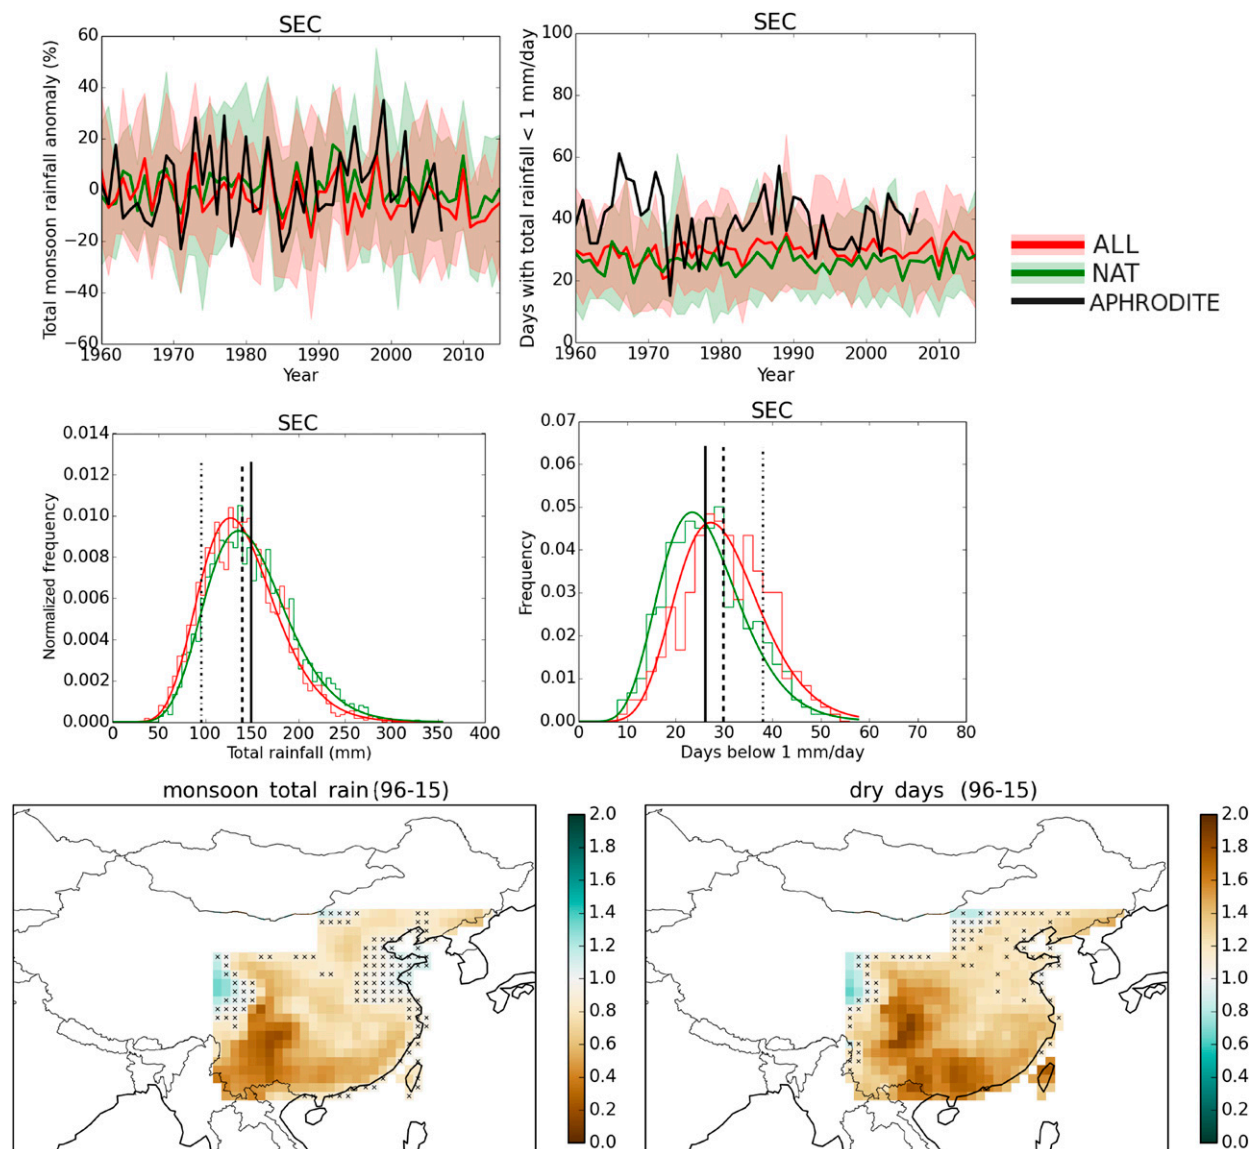 SEC
Total monsoon rainfall anomaly (%)
60
40
20
0
−20
−40
−60
1960 1970 1980 1990 2000 2010
Year
SEC
Days with total rainfall < 1 mm/day
100
80
60
40
20
0
1960 1970 1980 1990 2000 2010
Year
ALL
NAT
APHRODITE
SEC
Normalized frequency
0.014
0.012
0.010
0.008
0.006
0.004
0.002
0.000
0 50 100 150 200 250 300 350 400
Total rainfall (mm)
SEC
Frequency
0.07
0.06
0.05
0.04
0.03
0.02
0.01
0.00
0 10 20 30 40 50 60 70 80
Days below 1 mm/day
monsoon total rain (96-15)
2.0
1.8
1.6
1.4
1.2
1.0
0.8
0.6
0.4
0.2
0.0
dry days (96-15)
2.0
1.8
1.6
1.4
1.2
1.0
0.8
0.6
0.4
0.2
0.0